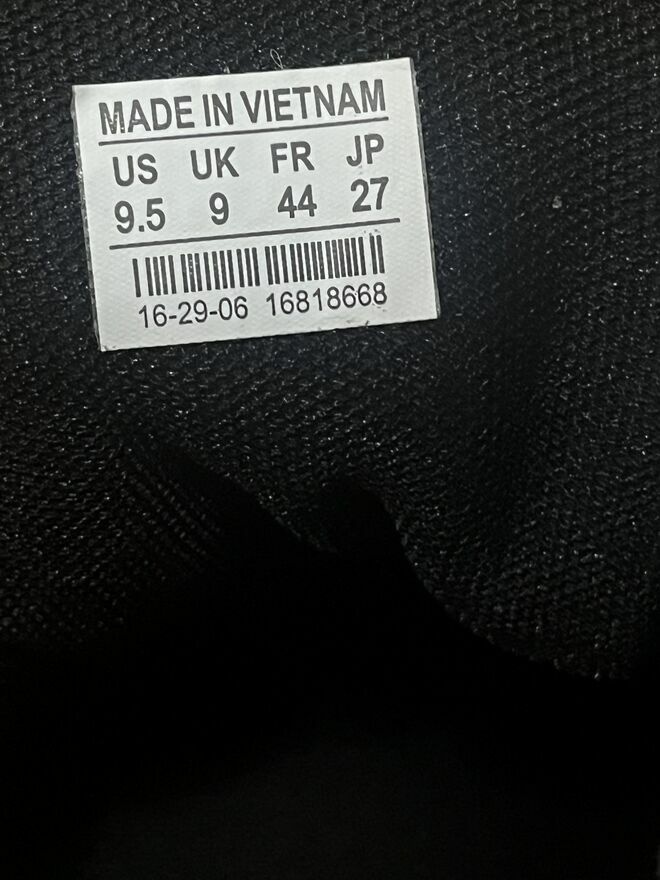 MADE IN VIETNAM
US UK FR JP
9.5 9 44 27
16-29-06 16818668